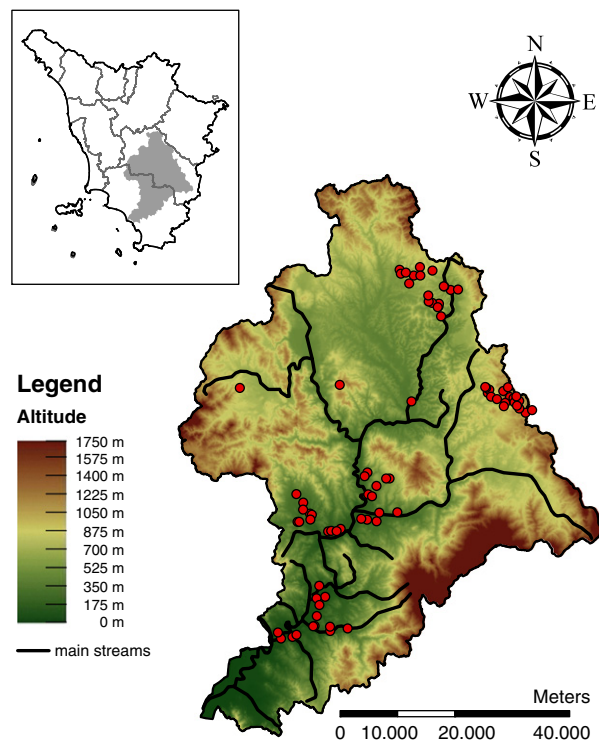 N
W E
S
Legend
Altitude
1750 m
1575 m
1400 m
1225 m
1050 m
875 m
700 m
525 m
350 m
175 m
0 m
main streams
Meters
0 10.000 20.000 40.000